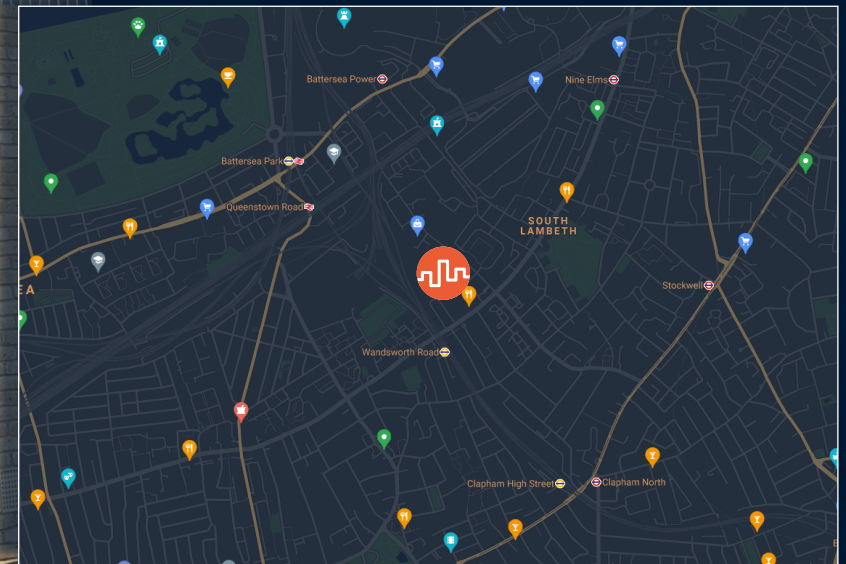 Battersea Power
Nine Elms
Battersea Park
Queenstown Road
SOUTH
LAMBETH
Stockwell
EA
Wandsworth Road
Clapham High Street
Clapham North